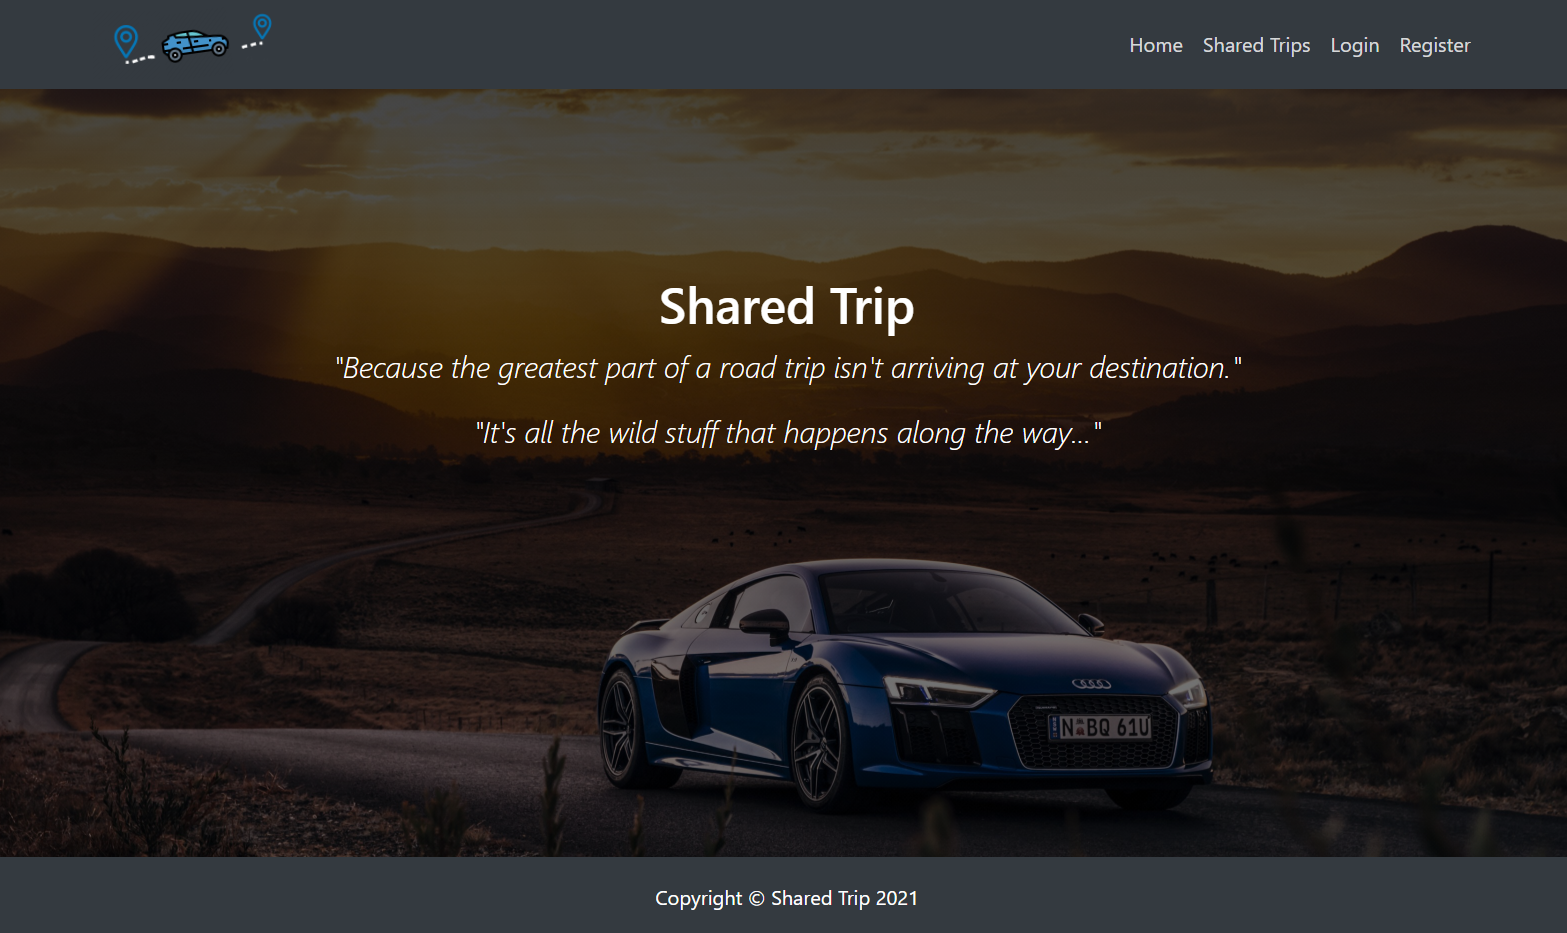 Home Shared Trips Login Register
Shared Trip
"Because the greatest part of a road trip isn't arriving at your destination."
"It's all the wild stuff that happens along the way..."
N BQ 61U
Copyright © Shared Trip 2021